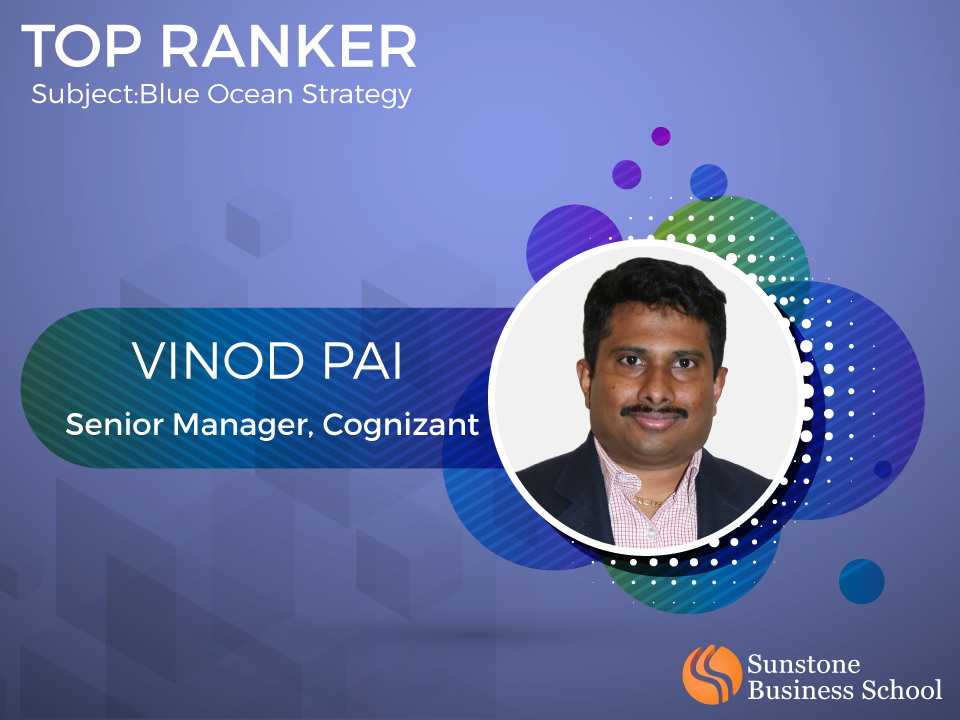 TOP RANKER
Subject:Blue Ocean Strategy
VINOD PAI
Senior Manager, Cognizant
Sunstone
Business School